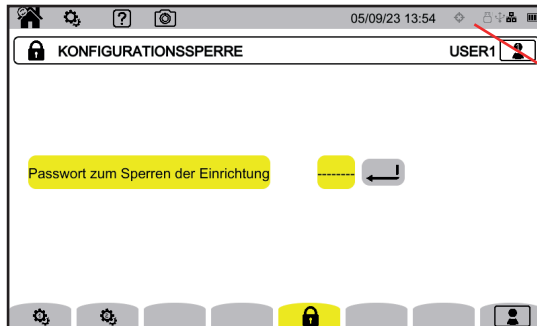 05/09/23 13:54
KONFIGURATIONSSPERRE USER1
Passwort zum Sperren der Einrichtung --------